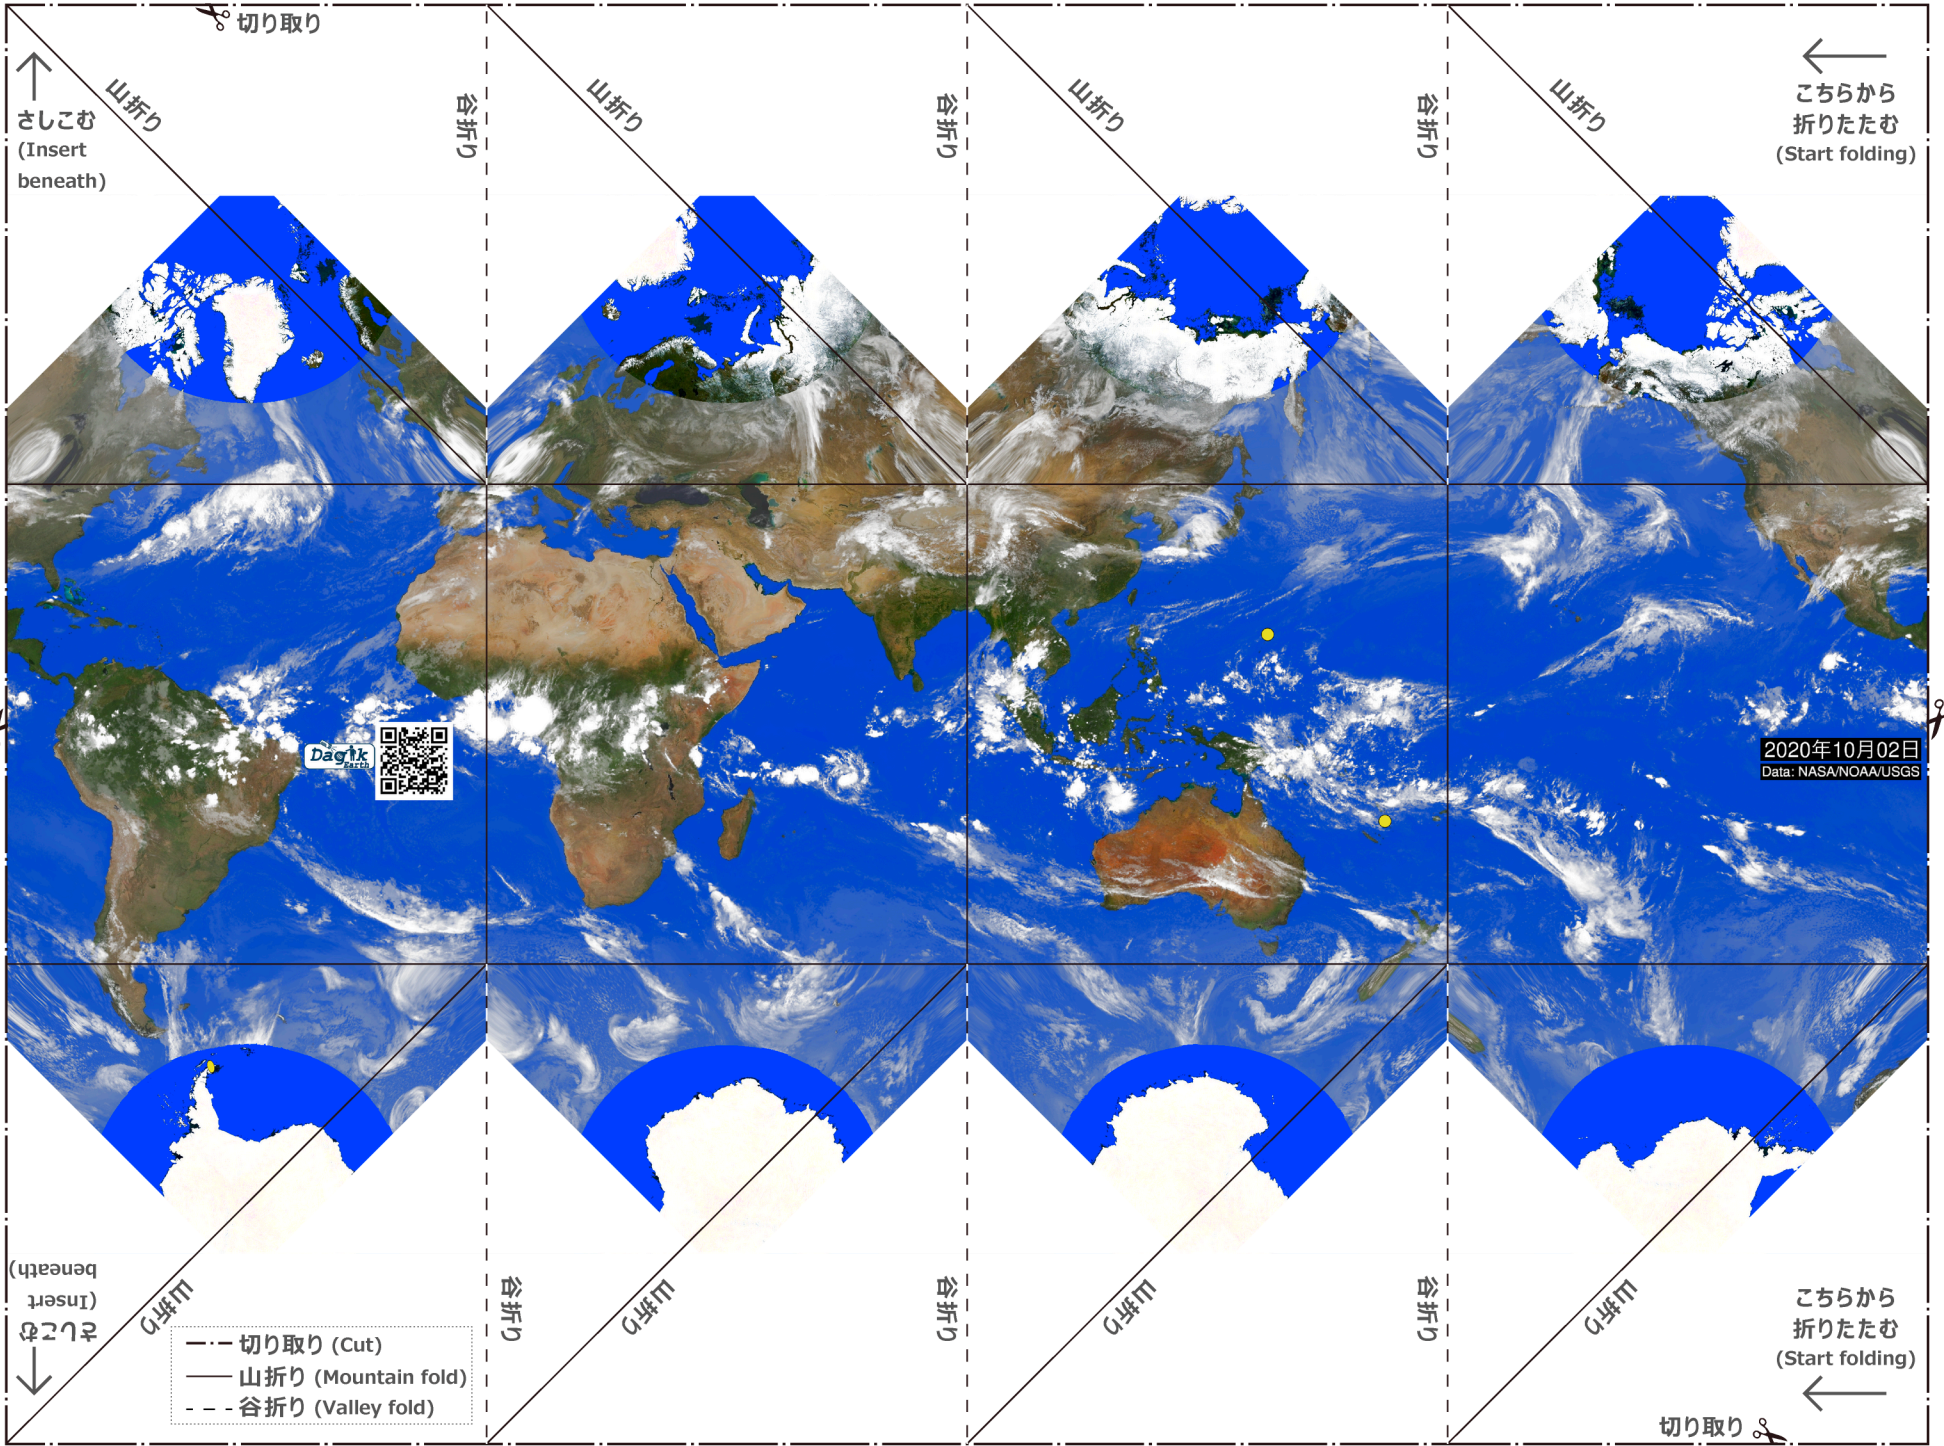 切り取り
さしこむ
(Insert
beneath)
山折り
谷折り
山折り
谷折り
山折り
谷折り
山折り
こちらから
折りたたむ
(Start folding)
Dagik
Earth
2020年10月02日
Data: NASA/NOAA/USGS
さしこむ
(Insert
beneath)
山折り
谷折り
山折り
谷折り
山折り
谷折り
山折り
こちらから
折りたたむ
(Start folding)
切り取り (Cut)
山折り (Mountain fold)
谷折り (Valley fold)
切り取り